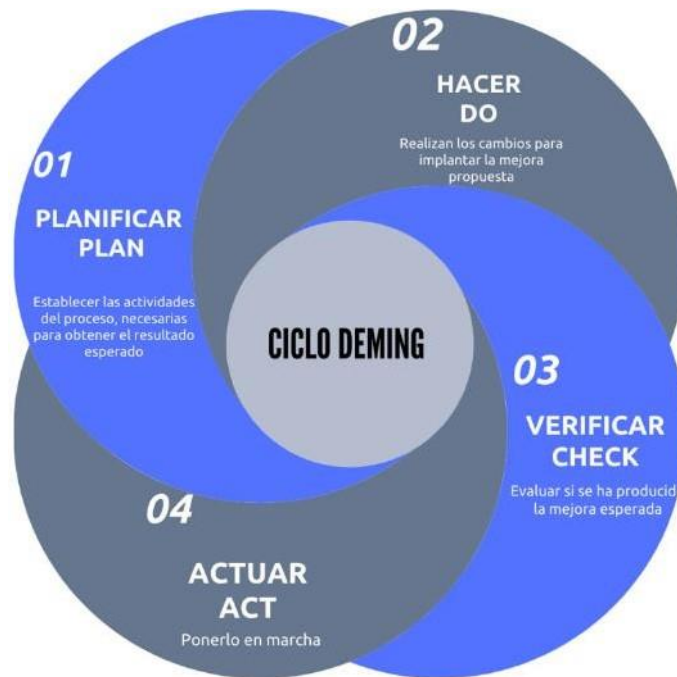 01
PLANIFICAR
PLAN
Establecer las actividades
del proceso, necesarias
para obtener el resultado
esperado
02
HACER
DO
Realizan los cambios para
implantar la mejora
propuesta
CICLO DEMING
03
VERIFICAR
CHECK
Evaluar si se ha producid
la mejora esperada
04
ACTUAR
ACT
Ponerlo en marcha